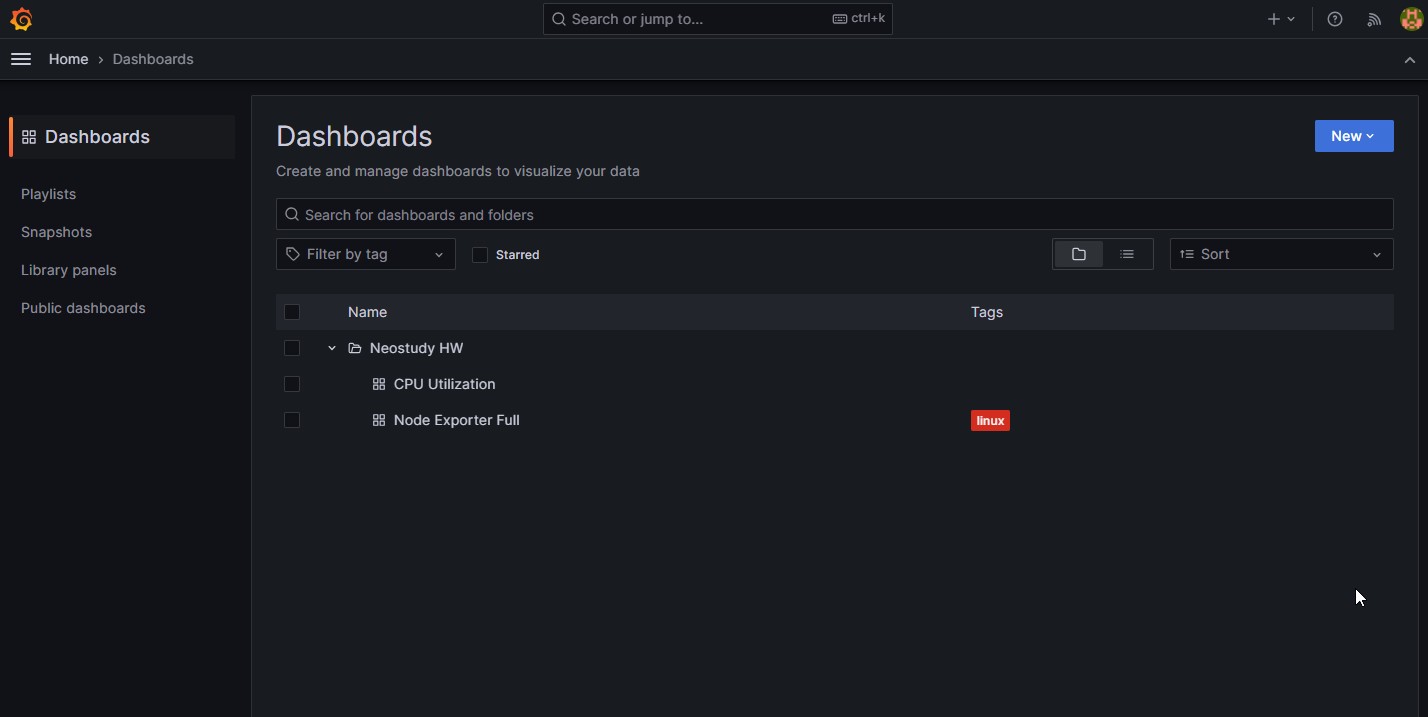 Search or jump to... ctrl+k
Home › Dashboards
Dashboards
Playlists
Snapshots
Library panels
Public dashboards
Dashboards
New
Create and manage dashboards to visualize your data
Search for dashboards and folders
Filter by tag Starred Sort
Name Tags
Neostudy HW
CPU Utilization
Node Exporter Full linux